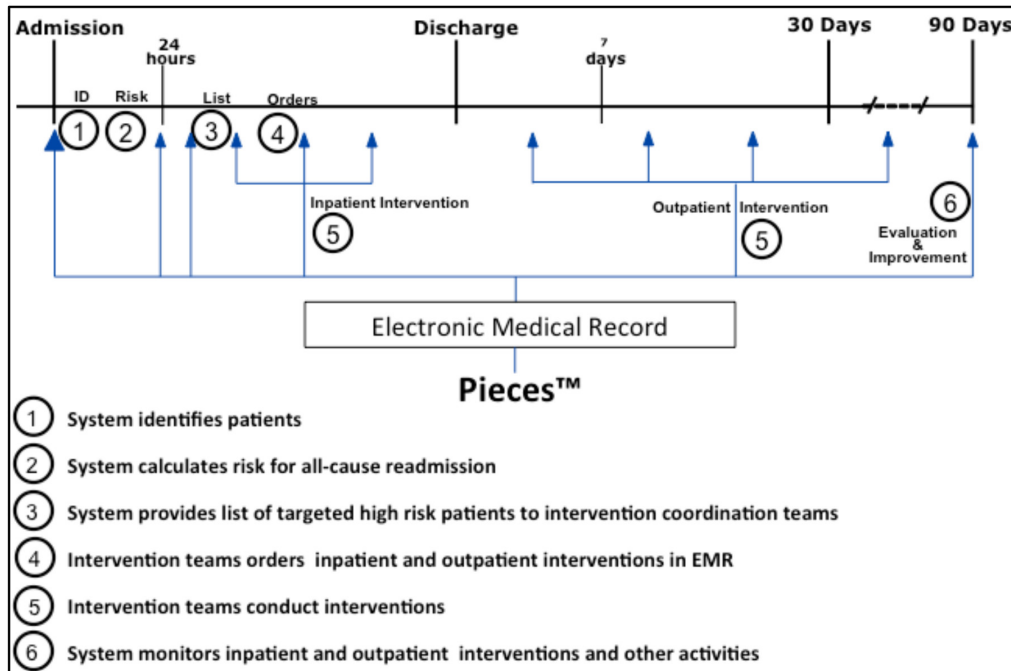 Admission
24
hours
Discharge
7
days
30 Days
90 Days
ID
Risk
List
Orders
1
2
3
4
Inpatient Intervention
5
Outpatient Intervention
5
6
Evaluation
&
Improvement
Electronic Medical Record
Pieces™
1 System identifies patients
2 System calculates risk for all-cause readmission
3 System provides list of targeted high risk patients to intervention coordination teams
4 Intervention teams orders inpatient and outpatient interventions in EMR
5 Intervention teams conduct interventions
6 System monitors inpatient and outpatient interventions and other activities